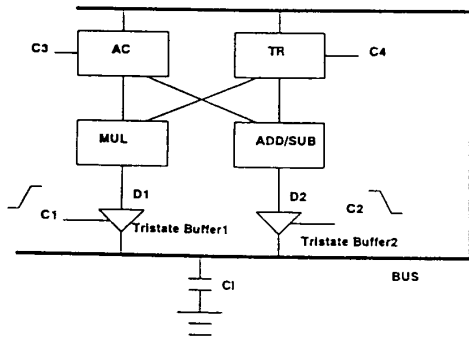 C3
AC
TR
C4
MUL
ADD/SUB
D1
D2
C1
Tristate Buffer1
C2
Tristate Buffer2
BUS
Cl